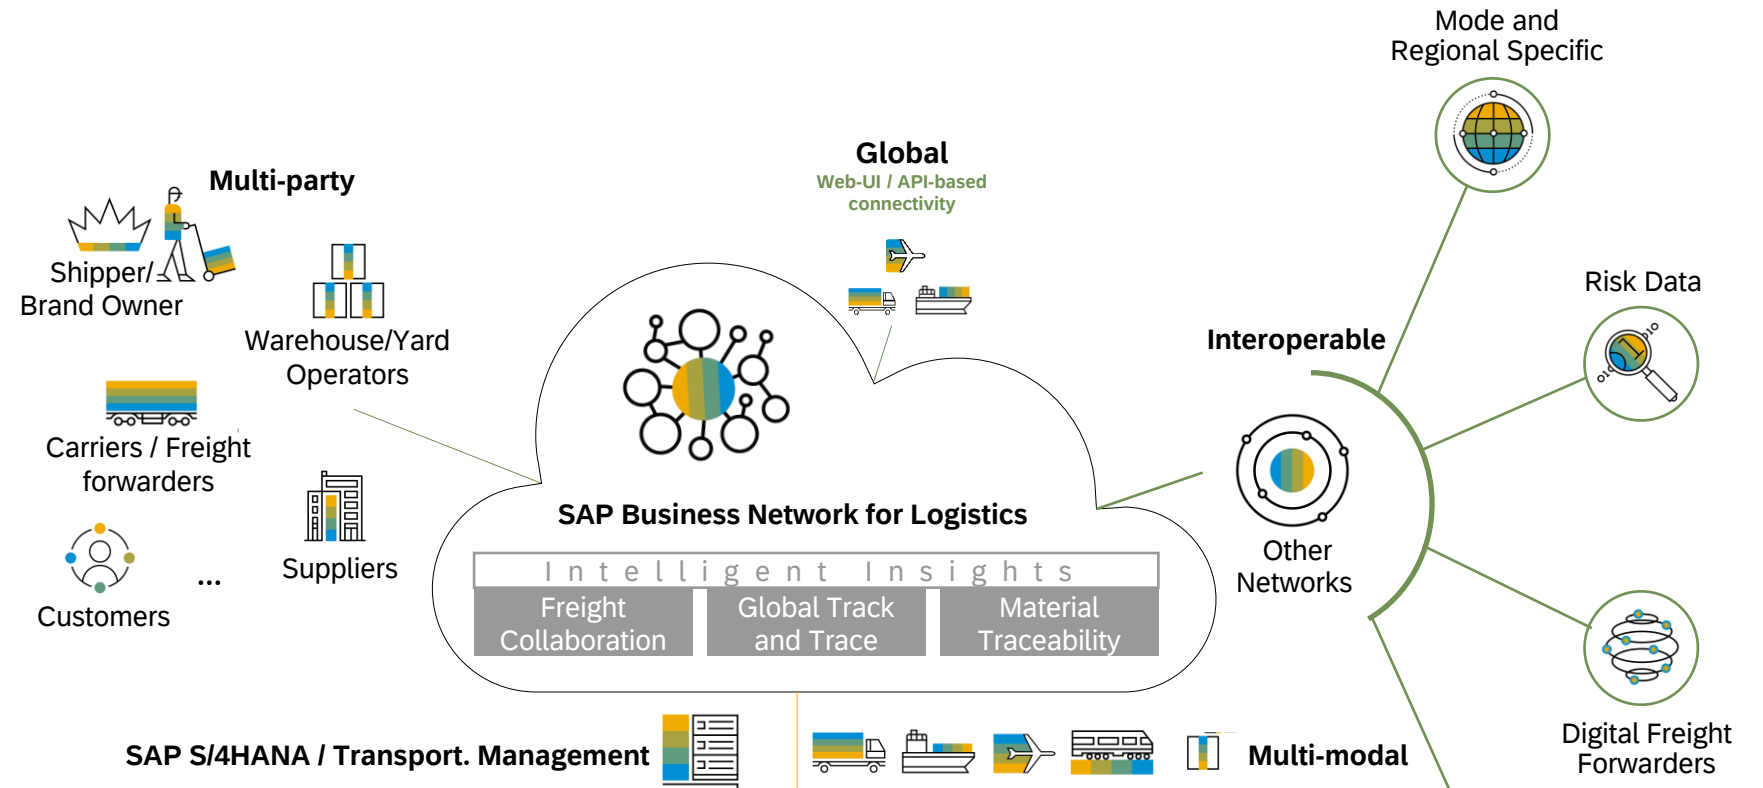 Mode and
Regional Specific
Global
Web-UI / API-based
connectivity
Multi-party
Shipper/
Brand Owner
Warehouse/Yard
Operators
Carriers / Freight
forwarders
Suppliers
Customers
...
Risk Data
Interoperable
Other
Networks
SAP Business Network for Logistics
Intelligent Insights
Freight
Collaboration
Global Track
and Trace
Material
Traceability
SAP S/4HANA / Transport. Management
Multi-modal
Digital Freight
Forwarders